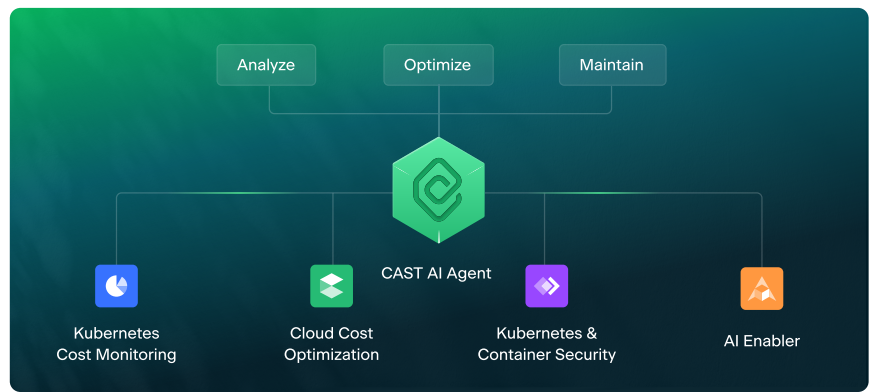 Analyze
Optimize
Maintain
CAST AI Agent
Kubernetes
Cost Monitoring
Cloud Cost
Optimization
Kubernetes &
Container Security
AI Enabler